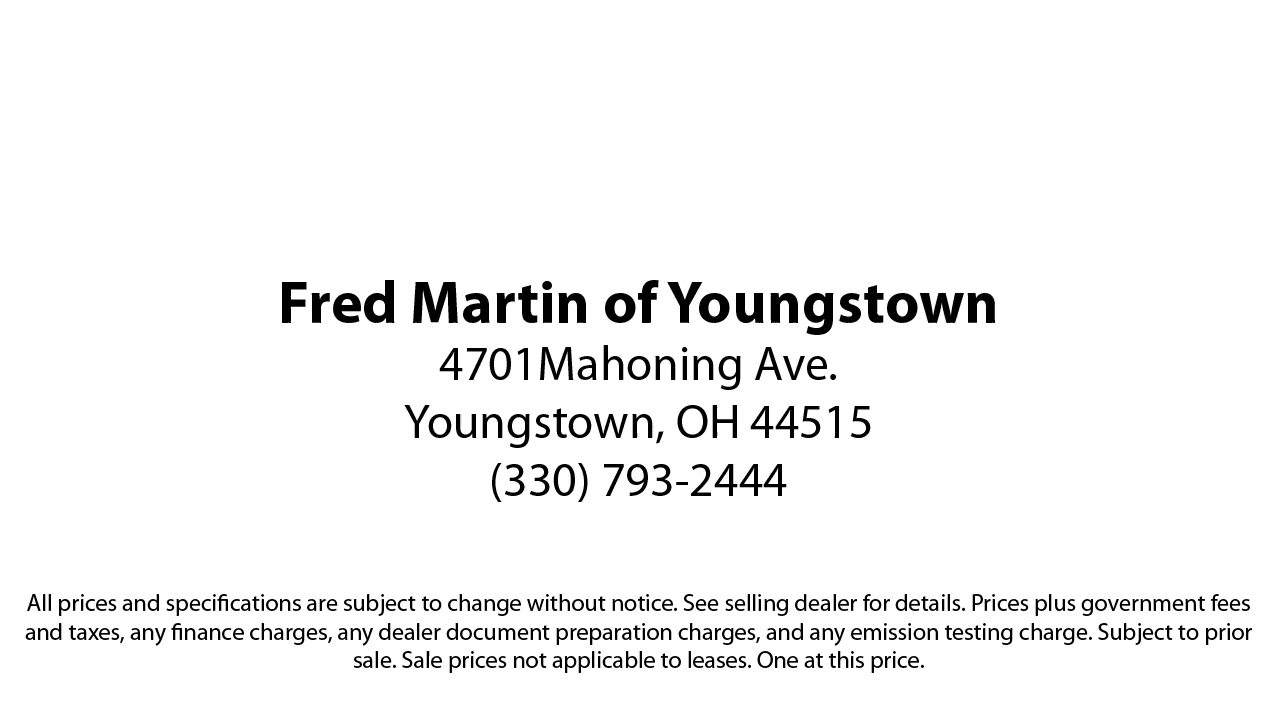 Fred Martin of Youngstown
4701Mahoning Ave.
Youngstown, OH 44515
(330) 793-2444
All prices and specifications are subject to change without notice. See selling dealer for details. Prices plus government fees
and taxes, any finance charges, any dealer document preparation charges, and any emission testing charge. Subject to prior
sale. Sale prices not applicable to leases. One at this price.